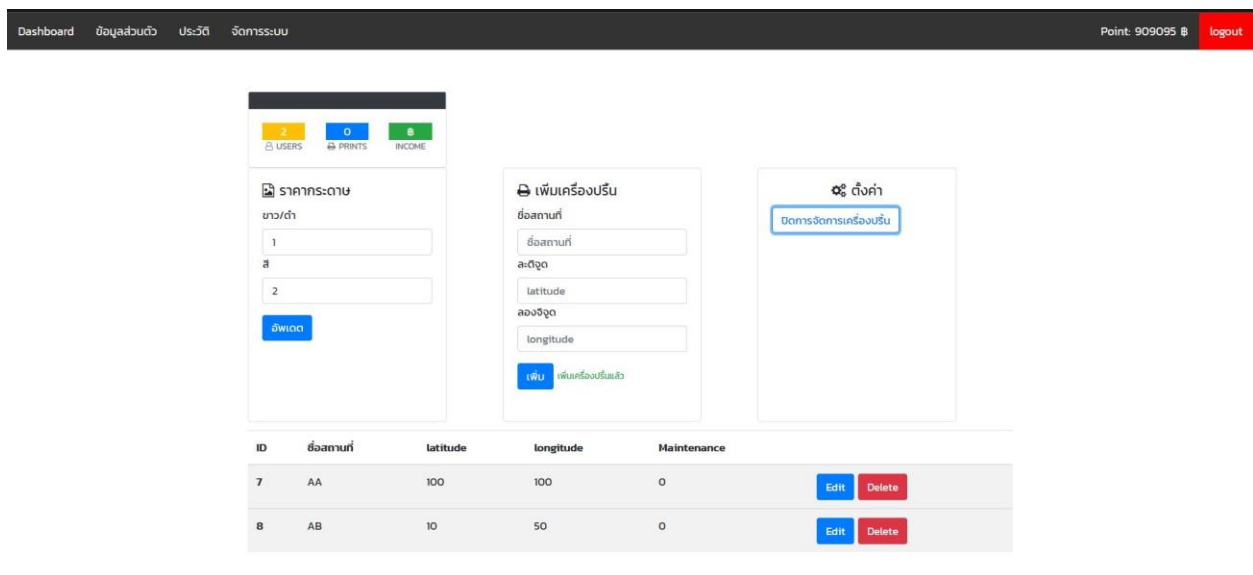 Dashboard ข้อมูลส่วนตัว ประวัติ จัดการระบบ Point: 909095 ฿ logout
2 0 ฿
USERS PRINTS INCOME
ราคากระดาษ
ขาว/ดำ
1
สี
2
อัพเดต
เพิ่มเครื่องปริ้น
ชื่อสถานที่
ชื่อสถานที่
ละติจูด
latitude
ลองจิจูด
longitude
เพิ่ม เพิ่มเครื่องปริ้นแล้ว
ตั้งค่า
ปิดการจัดการเครื่องปริ้น
ID ชื่อสถานที่ latitude longitude Maintenance
7 AA 100 100 0 Edit Delete
8 AB 10 50 0 Edit Delete